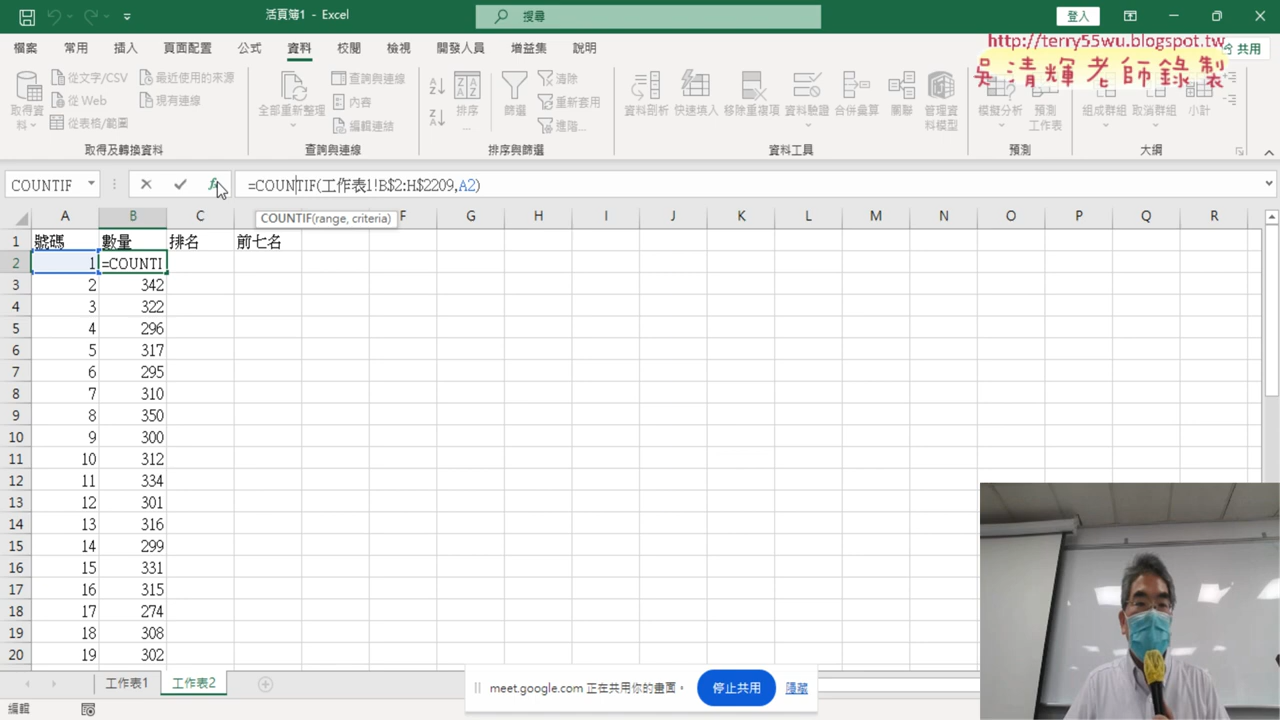 活頁簿1 - Excel
搜尋
登入
檔案 常用 插入 頁面配置 公式 資料 校閱 檢視 開發人員 增益集 說明
共用
http://terry55wu.blogspot.tw
吳清輝老師錄製
取得資料
從文字/CSV
從 Web
從表格/範圍
最近使用的來源
現有連線
全部重新整理
查詢與連線
內容
編輯連結
排序
篩選
清除
重新套用
進階...
資料剖析 快速填入 移除重複項 資料驗證 合併彙算 關聯 管理資料模型
模擬分析 預測工作表
組成群組 取消群組 小計
取得及轉換資料 查詢與連線 排序與篩選 資料工具 預測 大綱
COUNTIF =COUNTIF(工作表1!B$2:H$2209,A2)
COUNTIF(range, criteria)
A B C F G H I J K L M N O P Q R
1 號碼 數量 排名 前七名
2 1 =COUNTI
3 2 342
4 3 322
5 4 296
6 5 317
7 6 295
8 7 310
9 8 350
10 9 300
11 10 312
12 11 334
13 12 301
14 13 316
15 14 299
16 15 331
17 16 315
18 17 274
19 18 308
20 19 302
工作表1 工作表2
meet.google.com 正在共用你的畫面。 停止共用 隱藏
編輯